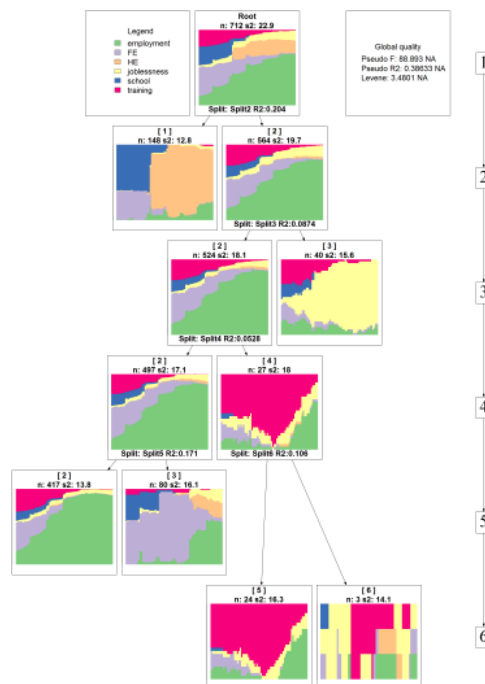 Legend
employment
FE
HE
joblessness
school
training
Root
n: 712 s2: 22.9
Split: Split2 R2:0.204
Global quality
Pseudo F: 88.893 NA
Pseudo R2: 0.38633 NA
Levene: 3.4801 NA
1
[ 1 ]
n: 148 s2: 12.8
[ 2 ]
n: 564 s2: 19.7
Split: Split3 R2:0.0874
2
[ 2 ]
n: 524 s2: 18.1
Split: Split4 R2:0.0528
[ 3 ]
n: 40 s2: 15.6
3
[ 2 ]
n: 497 s2: 17.1
Split: Split5 R2:0.171
[ 4 ]
n: 27 s2: 18
Split: Split6 R2:0.106
4
[ 2 ]
n: 417 s2: 13.8
[ 3 ]
n: 80 s2: 16.1
5
[ 5 ]
n: 24 s2: 16.3
[ 6 ]
n: 3 s2: 14.1
6